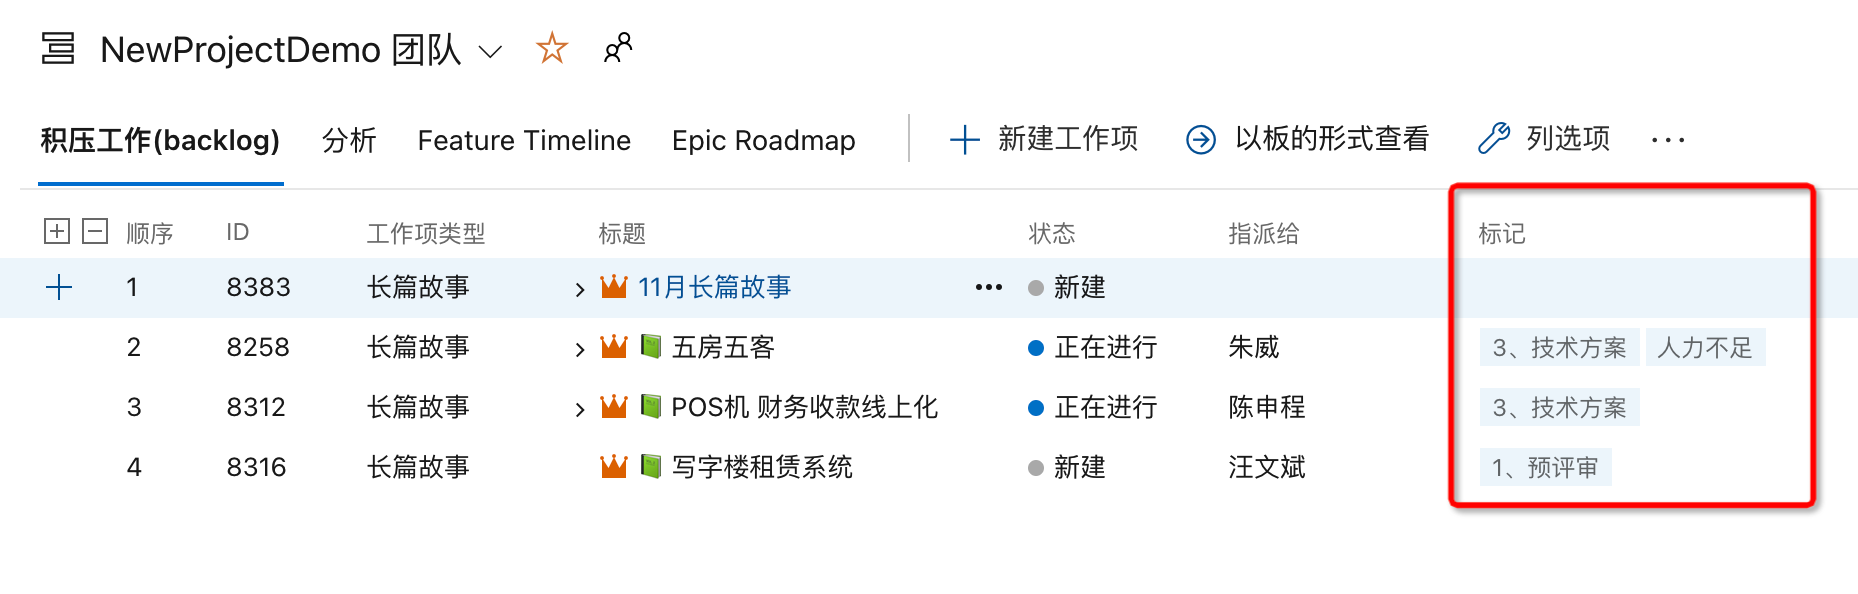 NewProjectDemo 团队
积压工作(backlog) 分析 Feature Timeline Epic Roadmap 新建工作项 以板的形式查看 列选项
顺序 ID 工作项类型 标题 状态 指派给 标记
1 8383 长篇故事 11月长篇故事 新建
2 8258 长篇故事 五房五客 正在进行 朱威 3、技术方案 人力不足
3 8312 长篇故事 POS机 财务收款线上化 正在进行 陈申程 3、技术方案
4 8316 长篇故事 写字楼租赁系统 新建 汪文斌 1、预评审